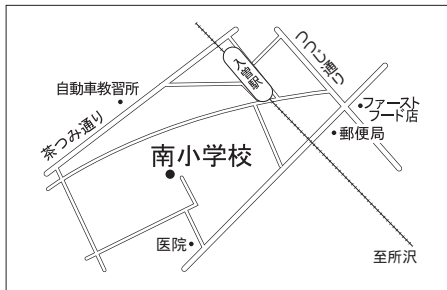 つつじ通り
入曽駅
自動車教習所
ファースト
フード店
茶つみ通り
郵便局
南小学校
医院
至所沢